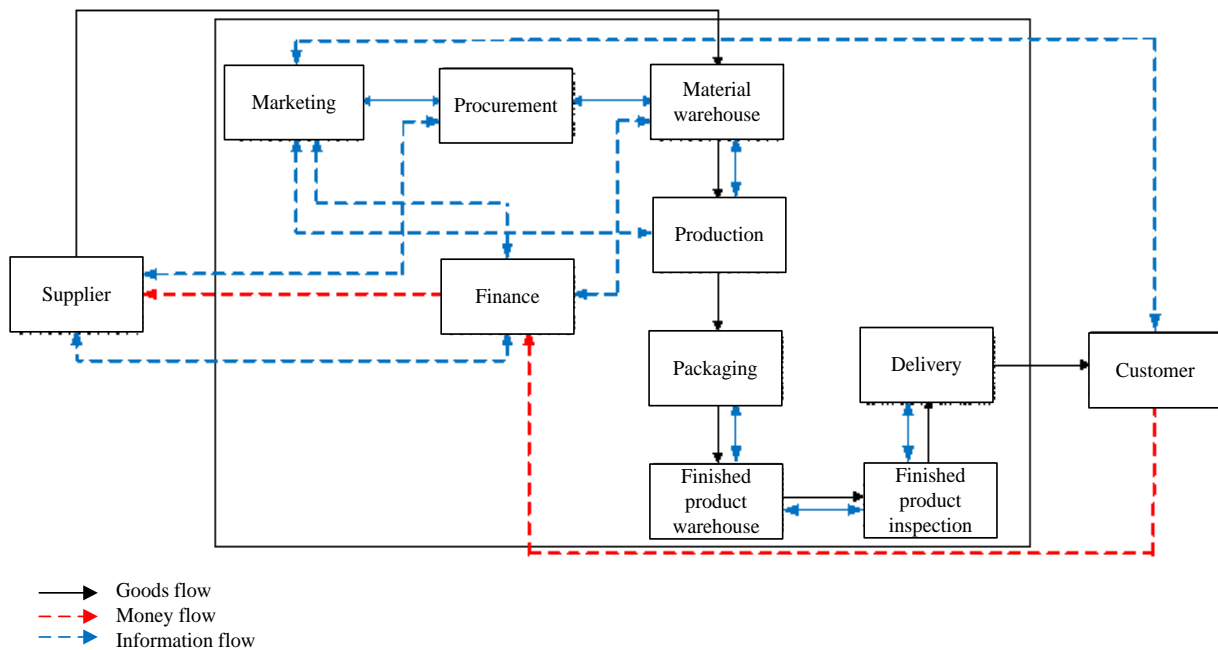 Marketing
Procurement
Material
warehouse
Production
Supplier
Finance
Packaging
Delivery
Customer
Finished
product
warehouse
Finished
product
inspection
Goods flow
Money flow
Information flow